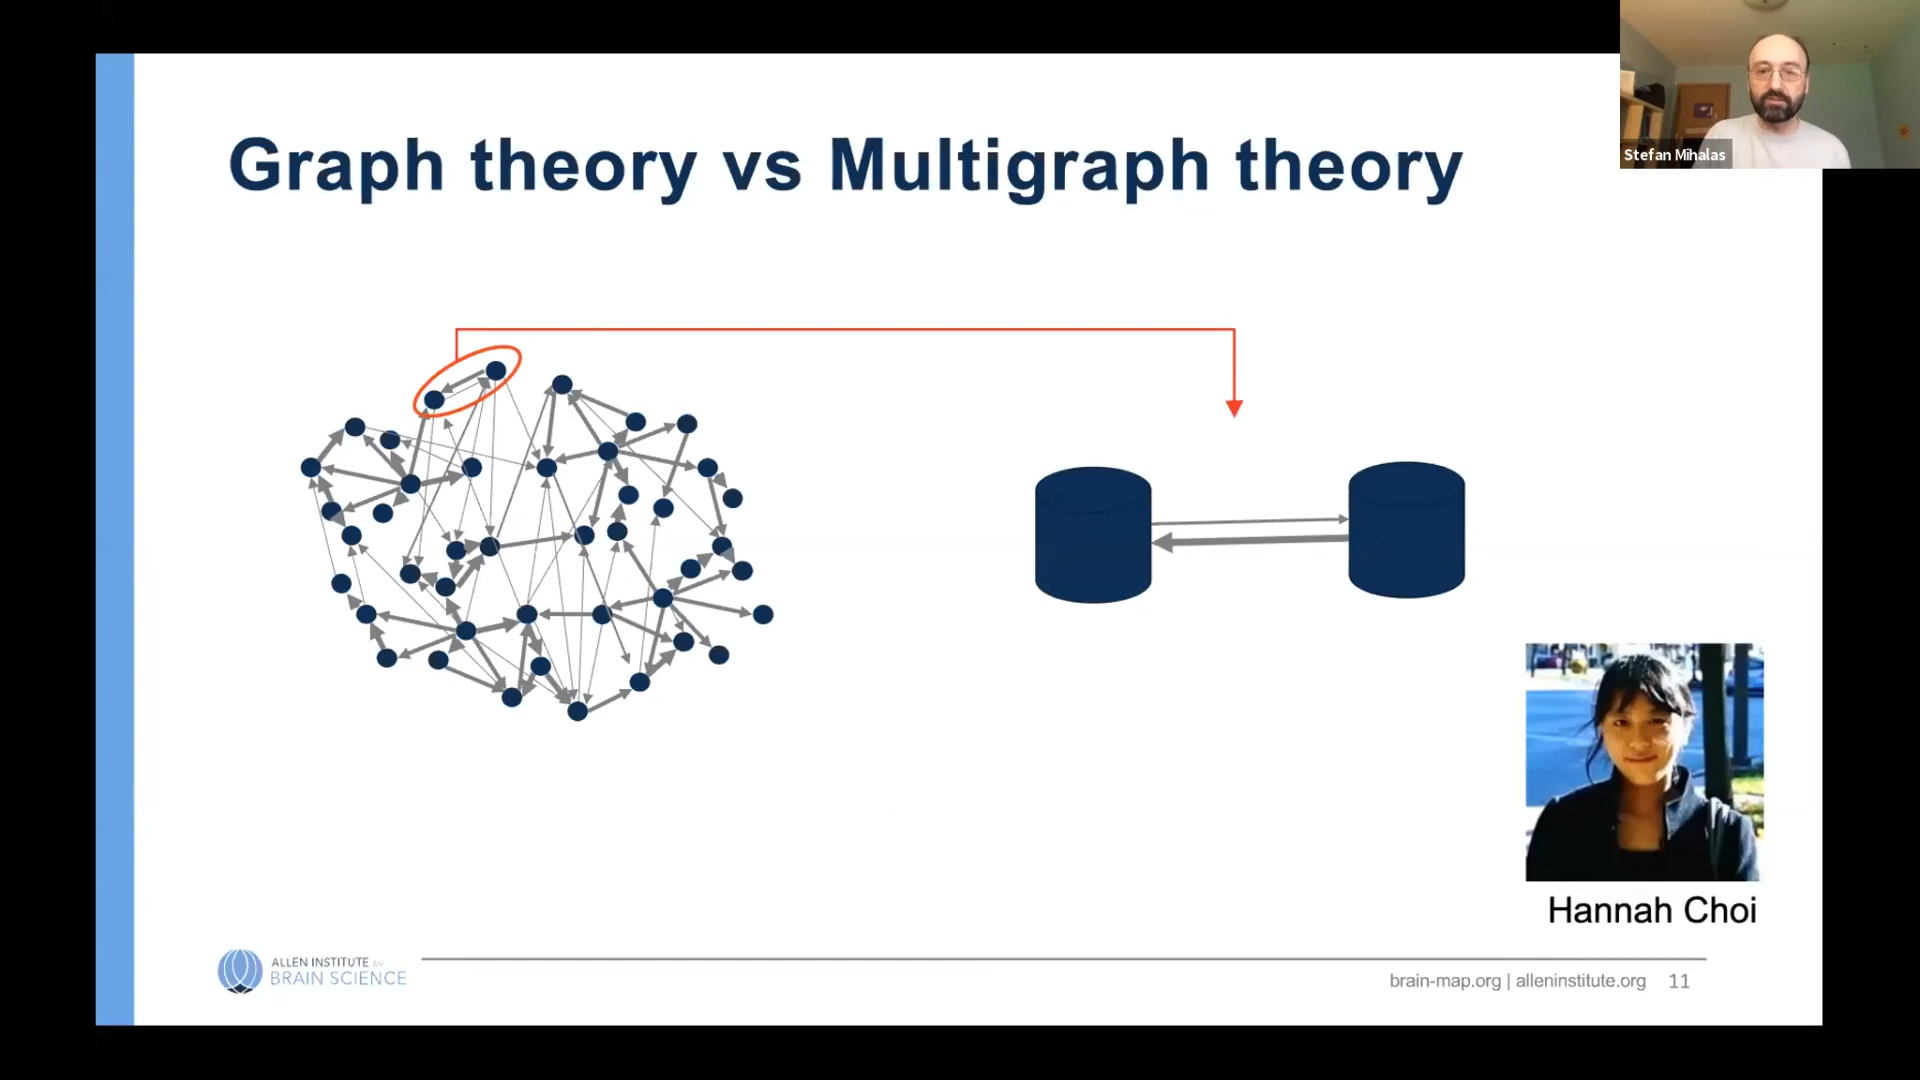 Stefan Mihalas
Graph theory vs Multigraph theory
Hannah Choi
ALLEN INSTITUTE for
BRAIN SCIENCE
brain-map.org | alleninstitute.org 11